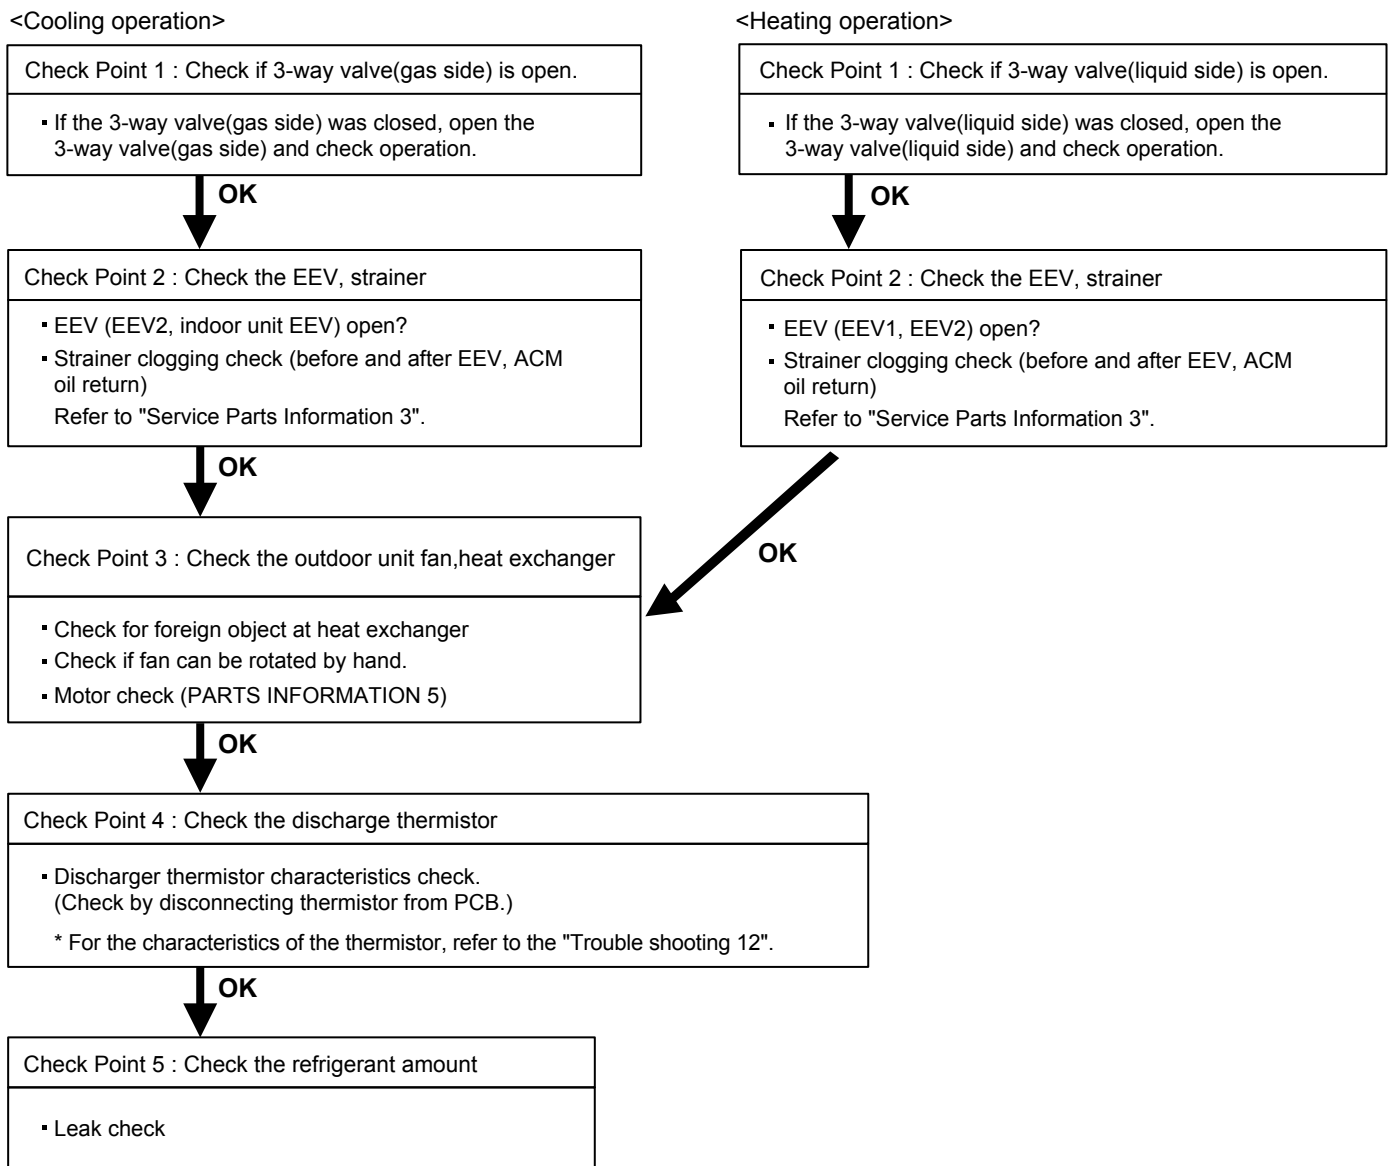 <Cooling operation>
Check Point 1 : Check if 3-way valve(gas side) is open.
▪ If the 3-way valve(gas side) was closed, open the
3-way valve(gas side) and check operation.
OK
Check Point 2 : Check the EEV, strainer
▪ EEV (EEV2, indoor unit EEV) open?
▪ Strainer clogging check (before and after EEV, ACM
oil return)
Refer to "Service Parts Information 3".
OK
<Heating operation>
Check Point 1 : Check if 3-way valve(liquid side) is open.
▪ If the 3-way valve(liquid side) was closed, open the
3-way valve(liquid side) and check operation.
OK
Check Point 2 : Check the EEV, strainer
▪ EEV (EEV1, EEV2) open?
▪ Strainer clogging check (before and after EEV, ACM
oil return)
Refer to "Service Parts Information 3".
OK
Check Point 3 : Check the outdoor unit fan,heat exchanger
▪ Check for foreign object at heat exchanger
▪ Check if fan can be rotated by hand.
▪ Motor check (PARTS INFORMATION 5)
OK
Check Point 4 : Check the discharge thermistor
▪ Discharger thermistor characteristics check.
(Check by disconnecting thermistor from PCB.)
* For the characteristics of the thermistor, refer to the "Trouble shooting 12".
OK
Check Point 5 : Check the refrigerant amount
▪ Leak check